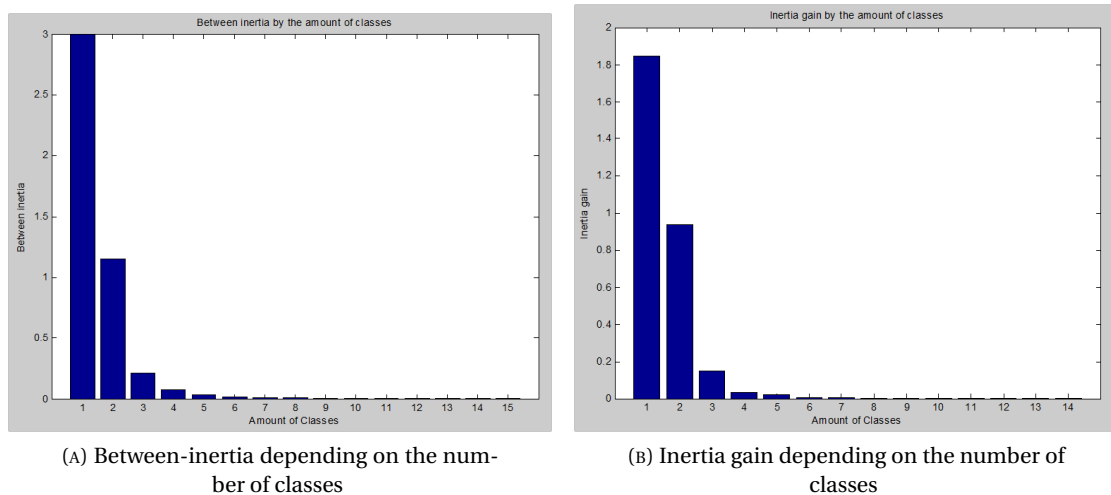 Between inertia by the amount of classes
3
2.5
2
1.5
1
0.5
0
Between inertia
1 2 3 4 5 6 7 8 9 10 11 12 13 14 15
Amount of Classes
(A) Between-inertia depending on the num-
ber of classes
Inertia gain by the amount of classes
2
1.8
1.6
1.4
1.2
1
0.8
0.6
0.4
0.2
0
Inertia gain
1 2 3 4 5 6 7 8 9 10 11 12 13 14
Amount of Classes
(B) Inertia gain depending on the number of
classes